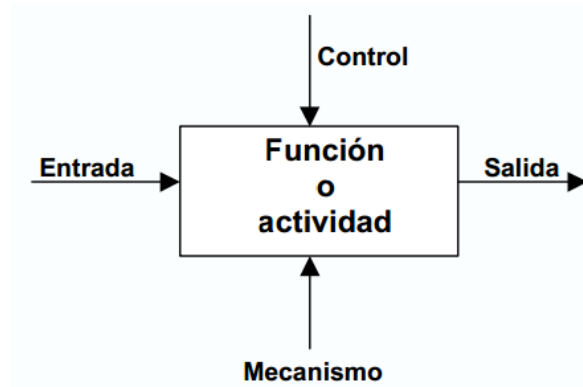 Control
Entrada
Función
o
actividad
Salida
Mecanismo